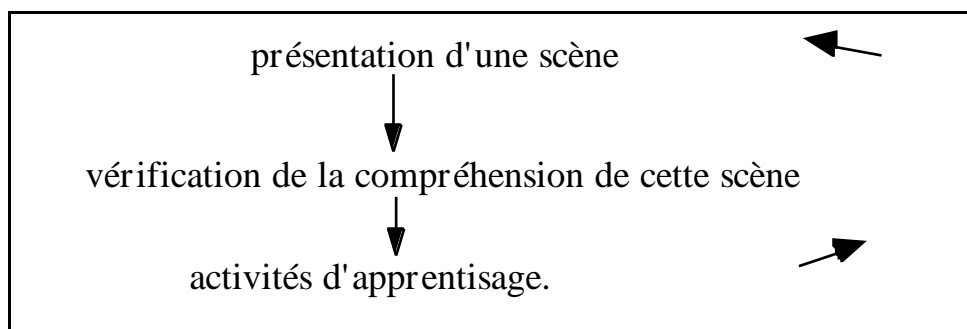 présentation d'une scène
vérification de la compréhension de cette scène
activités d'apprentisage.